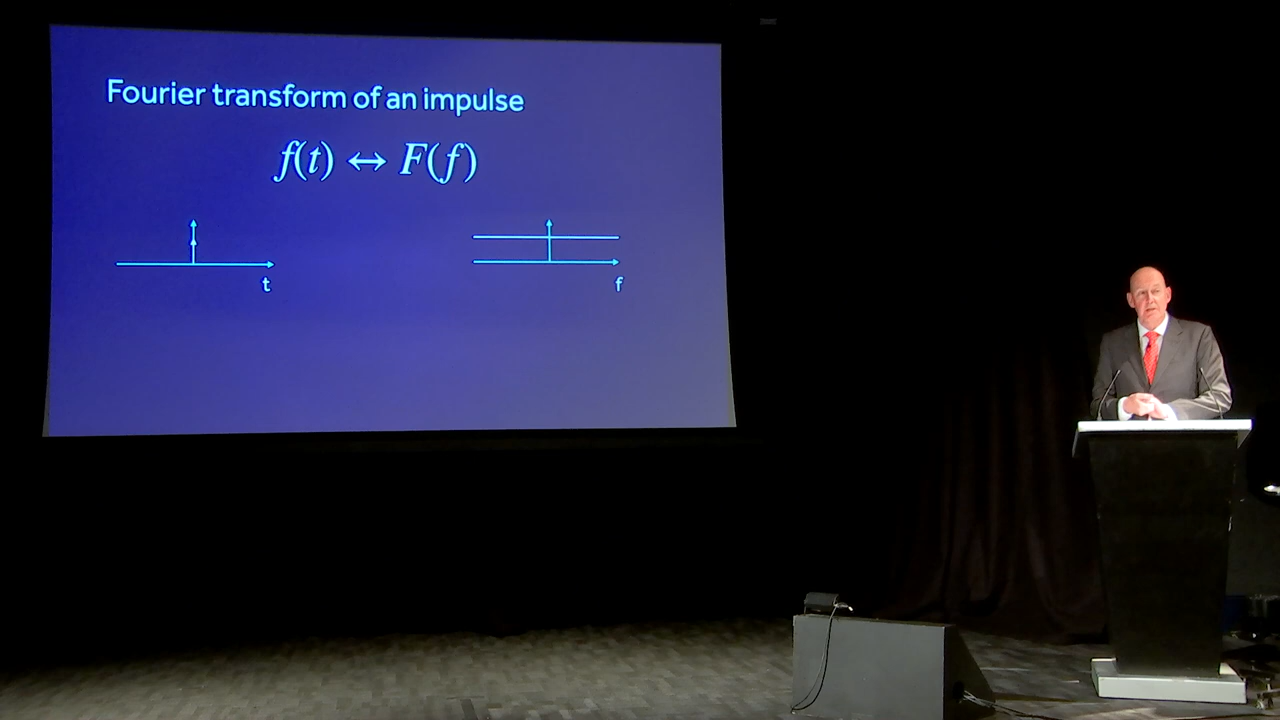 Fourier transform of an impulse
f(t) ↔ F(f)
t
f